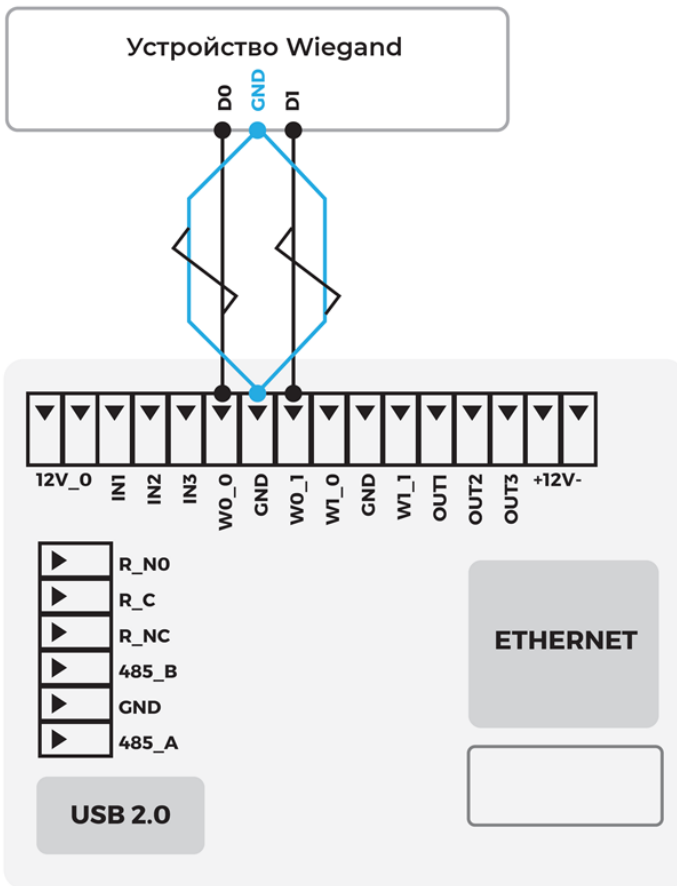 Устройство Wiegand
D0
GND
D1
12V_0
IN1
IN2
IN3
W0_0
GND
W0_1
W1_0
GND
W1_1
OUT1
OUT2
OUT3
+12V-
R_N0
R_C
R_NC
485_B
GND
485_A
ETHERNET
USB 2.0